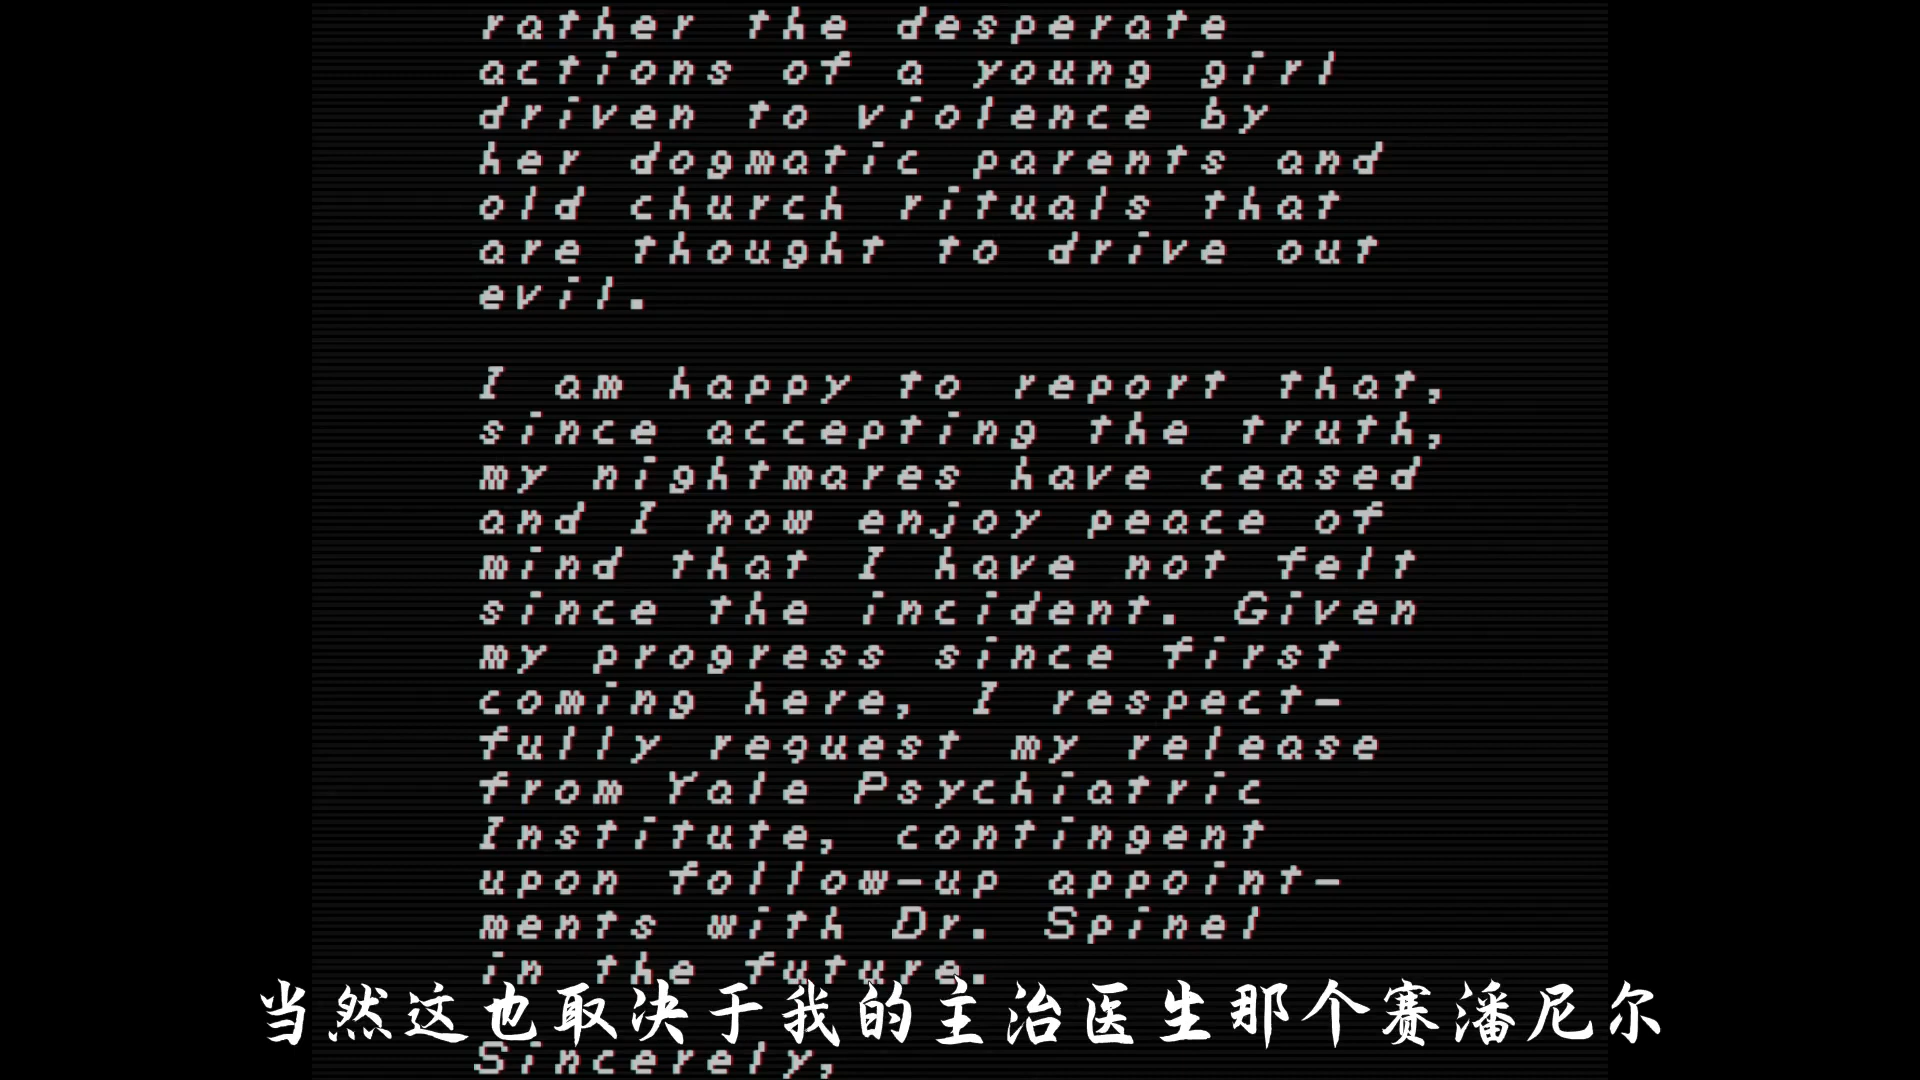 rather the desperate
actions of a young girl
driven to violence by
her dogmatic parents and
old church rituals that
are thought to drive out
evil.
I am happy to report that,
since accepting the truth,
my nightmares have ceased
and I now enjoy peace of
mind that I have not felt
since the incident. Given
my progress since first
coming here, I respect-
fully request my release
from Yale Psychiatric
Institute, contingent
upon follow-up appoint-
ments with Dr. Spinel
in the future.
当然这也取决于我的主治医生那个赛潘尼尔
Sincerely,